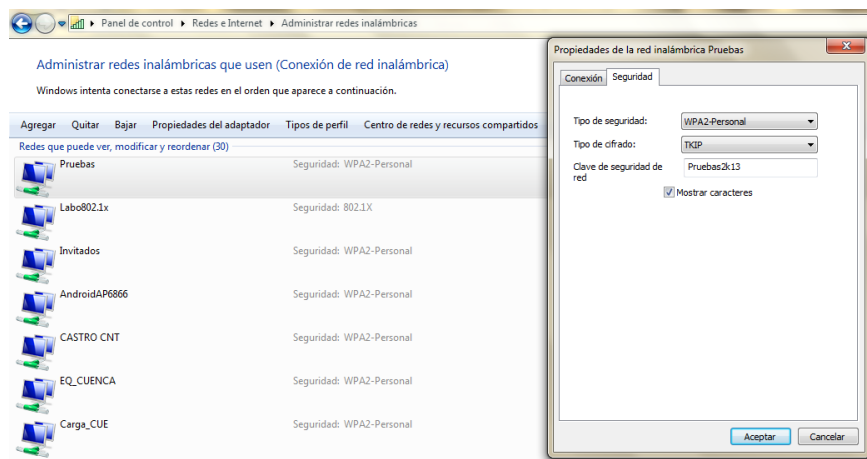 Panel de control ▸ Redes e Internet ▸ Administrar redes inalámbricas
Administrar redes inalámbricas que usen (Conexión de red inalámbrica)
Windows intenta conectarse a estas redes en el orden que aparece a continuación.
Agregar Quitar Bajar Propiedades del adaptador Tipos de perfil Centro de redes y recursos compartidos
Redes que puede ver, modificar y reordenar (30)
Pruebas Seguridad: WPA2-Personal
Labo802.1x Seguridad: 802.1X
Invitados Seguridad: WPA2-Personal
AndroidAP6866 Seguridad: WPA2-Personal
CASTRO CNT Seguridad: WPA2-Personal
EQ_CUENCA Seguridad: WPA2-Personal
Carga_CUE Seguridad: WPA2-Personal
Propiedades de la red inalámbrica Pruebas
Conexión Seguridad
Tipo de seguridad: WPA2-Personal
Tipo de cifrado: TKIP
Clave de seguridad de Pruebas2k13
red
Mostrar caracteres
Aceptar Cancelar